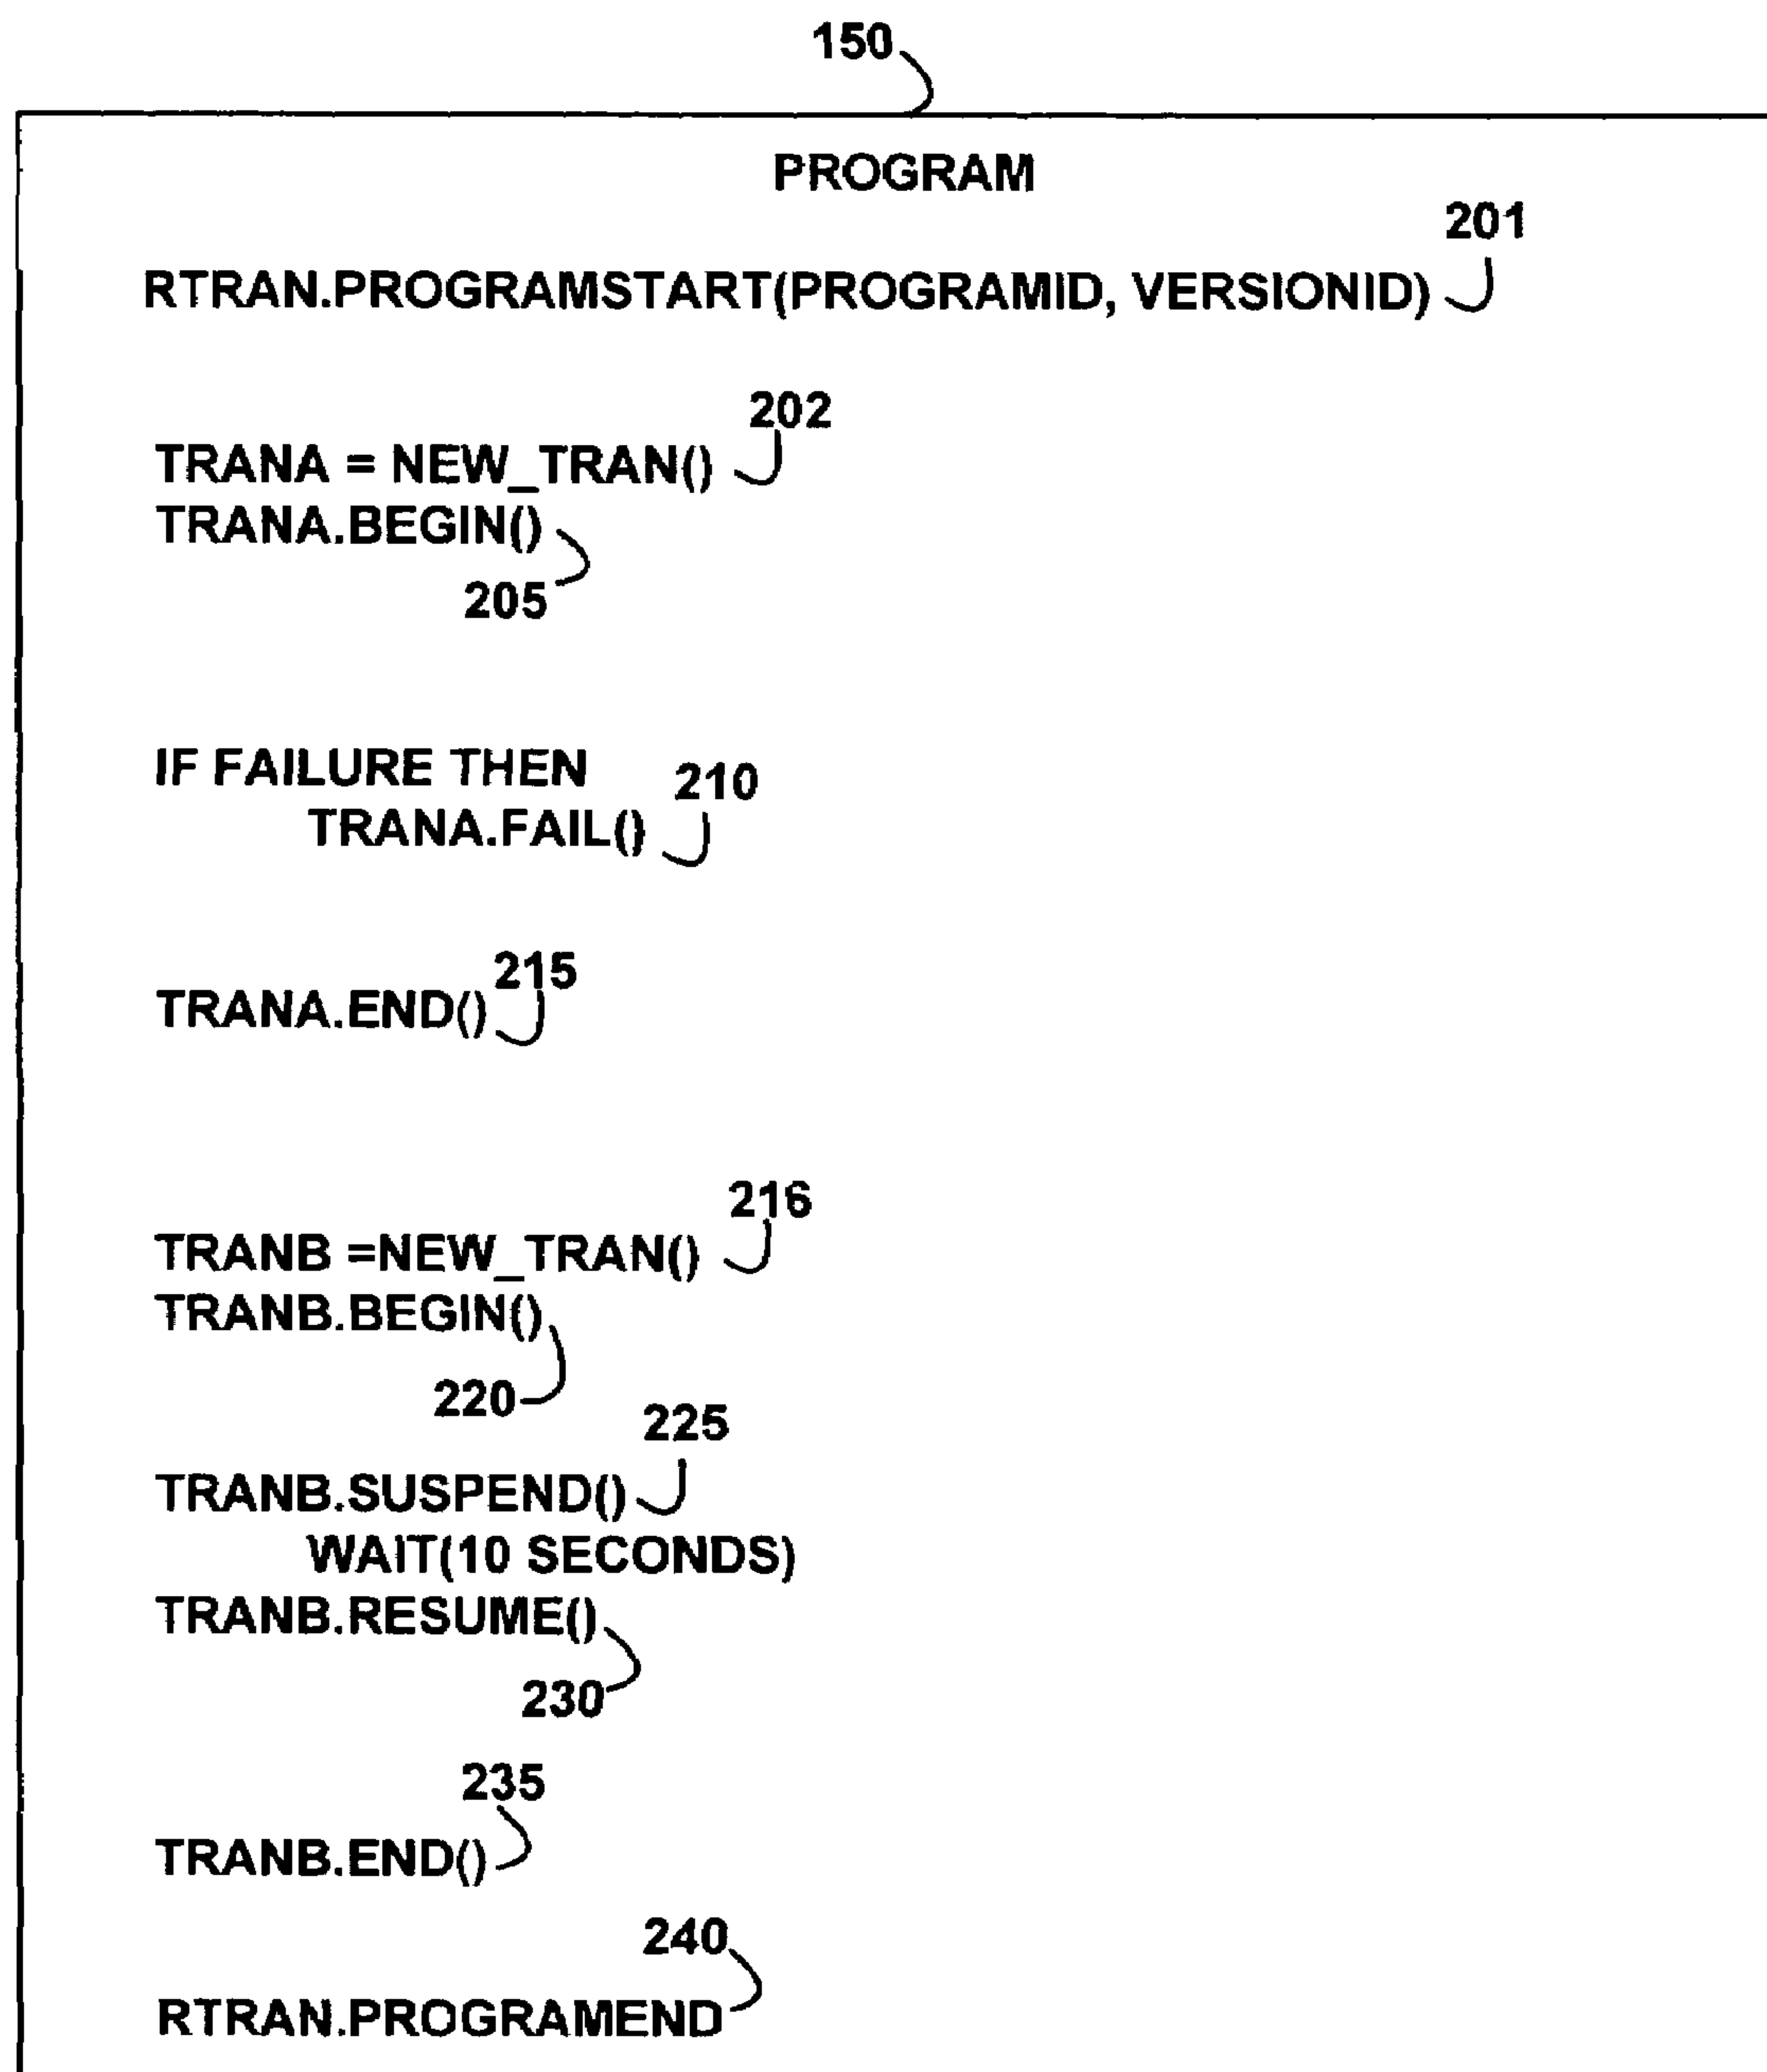 150
PROGRAM
201
RTRAN.PROGRAMSTART(PROGRAMID, VERSIONID)
202
TRANA = NEW_TRAN()
TRANA.BEGIN()
205
IF FAILURE THEN
210
TRANA.FAIL()
215
TRANA.END()
216
TRANB =NEW_TRAN()
TRANB.BEGIN()
220
225
TRANB.SUSPEND()
WAIT(10 SECONDS)
TRANB.RESUME()
230
235
TRANB.END()
240
RTRAN.PROGRAMEND